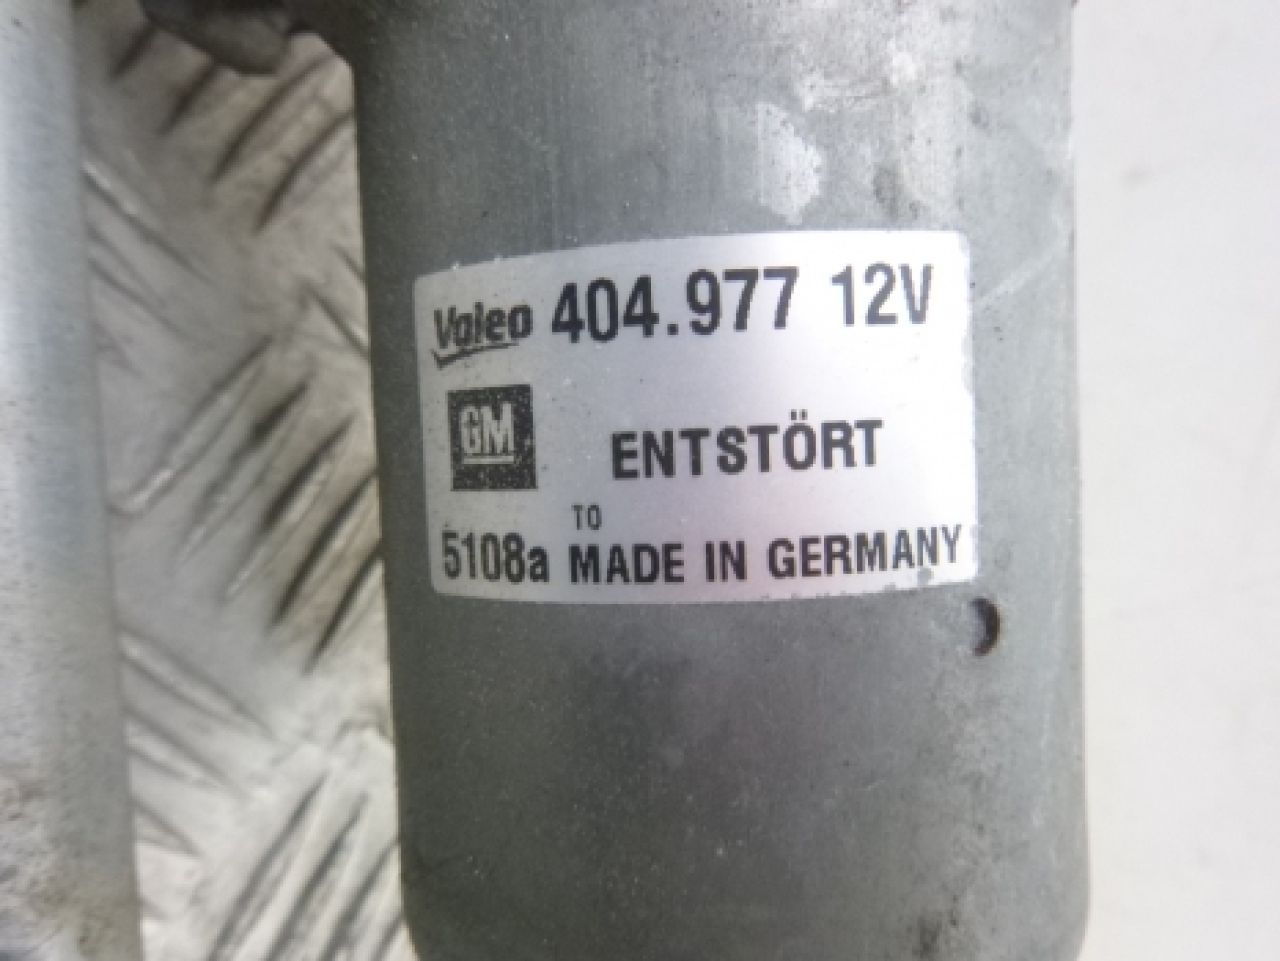 Valeo 404.977 12V
GM
ENTSTÖRT
TO
5108a MADE IN GERMANY